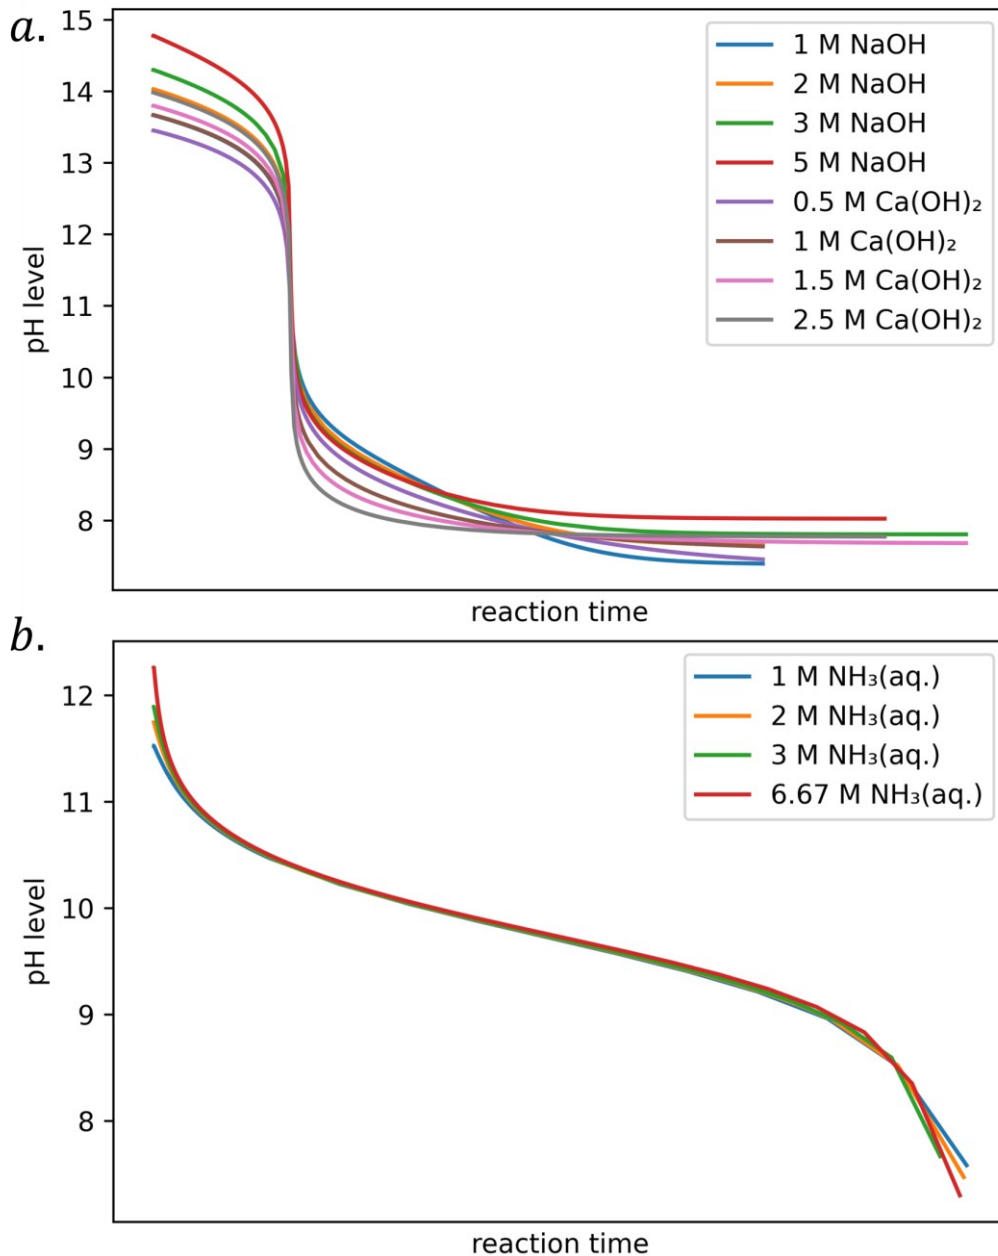 a.
15
14
13
12
11
10
9
8
pH level
1 M NaOH
2 M NaOH
3 M NaOH
5 M NaOH
0.5 M Ca(OH)₂
1 M Ca(OH)₂
1.5 M Ca(OH)₂
2.5 M Ca(OH)₂
reaction time
b.
12
11
10
9
8
pH level
1 M NH₃(aq.)
2 M NH₃(aq.)
3 M NH₃(aq.)
6.67 M NH₃(aq.)
reaction time